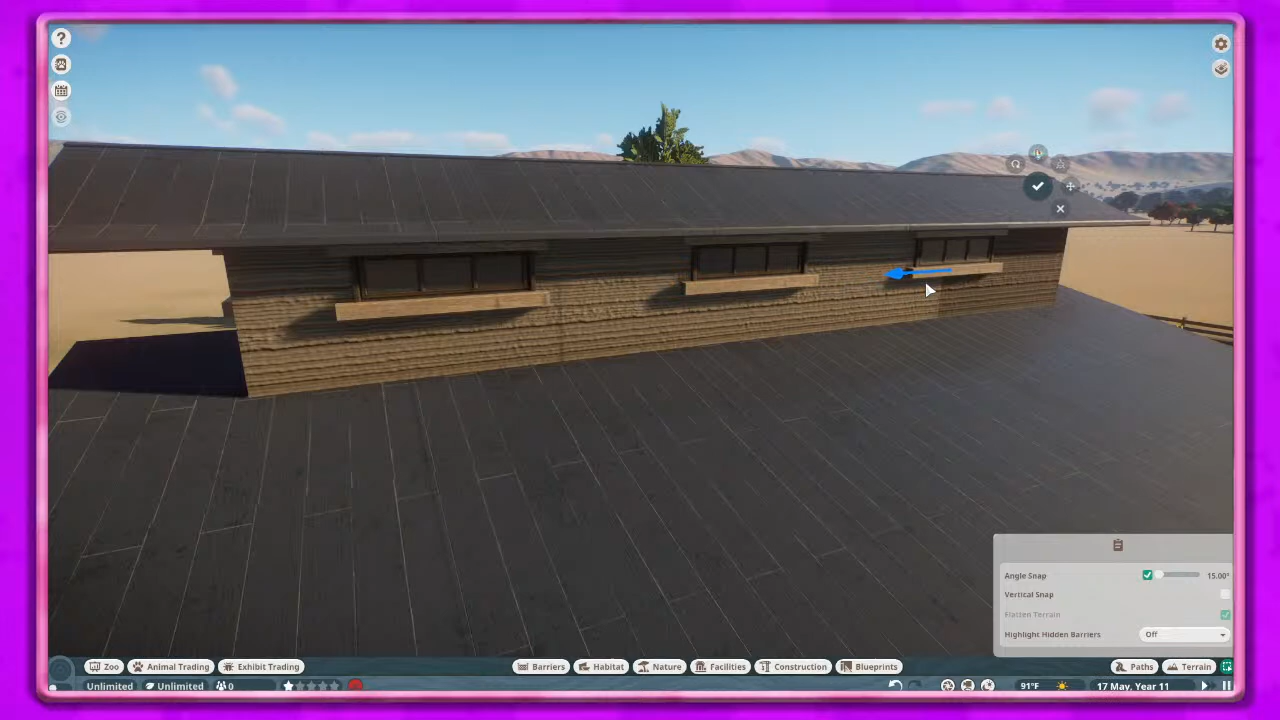 ?
Angle Snap 15.00°
Vertical Snap
Flatten Terrain
Highlight Hidden Barriers Off
Zoo Animal Trading Exhibit Trading Barriers Habitat Nature Facilities Construction Blueprints Paths Terrain
Unlimited Unlimited 0 91°F 17 May, Year 11